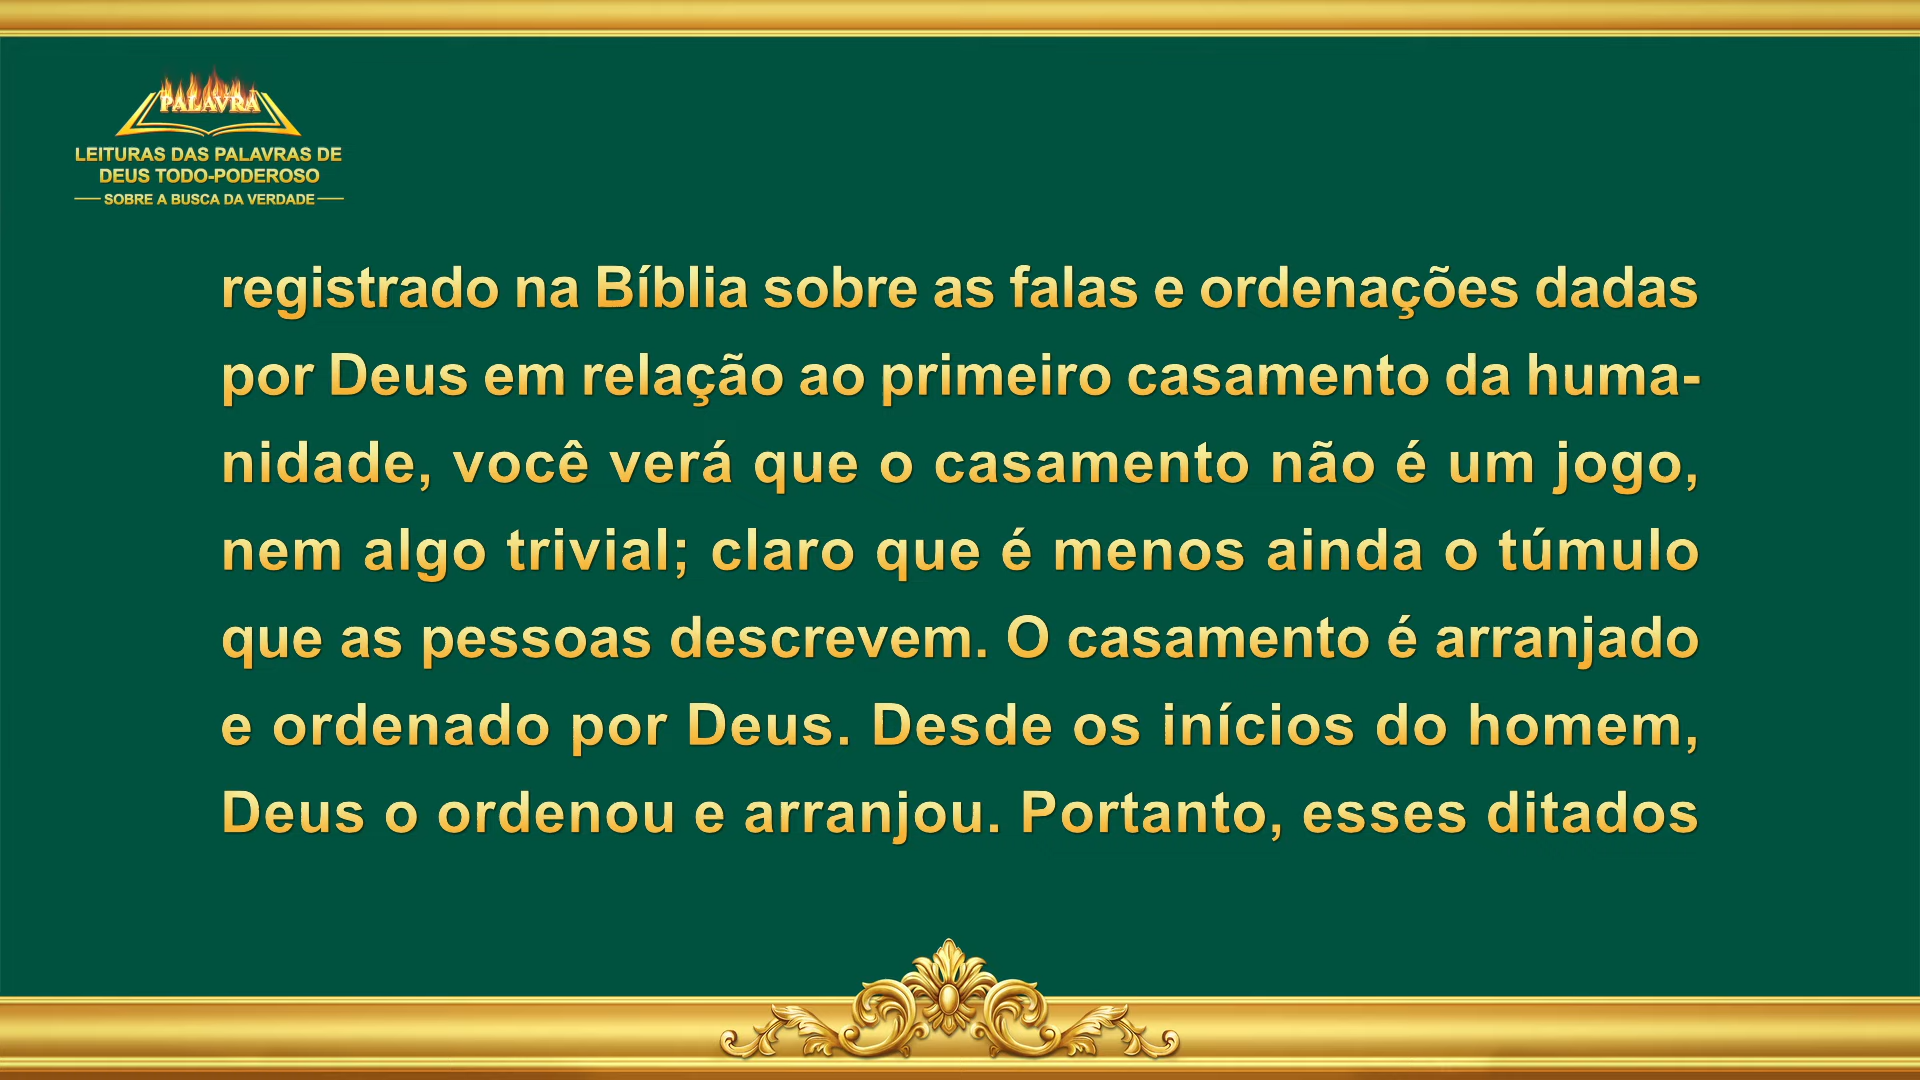 PALAVRA
LEITURAS DAS PALAVRAS DE
DEUS TODO-PODEROSO
SOBRE A BUSCA DA VERDADE
registrado na Bíblia sobre as falas e ordenações dadas
por Deus em relação ao primeiro casamento da huma-
nidade, você verá que o casamento não é um jogo,
nem algo trivial; claro que é menos ainda o túmulo
que as pessoas descrevem. O casamento é arranjado
e ordenado por Deus. Desde os inícios do homem,
Deus o ordenou e arranjou. Portanto, esses ditados